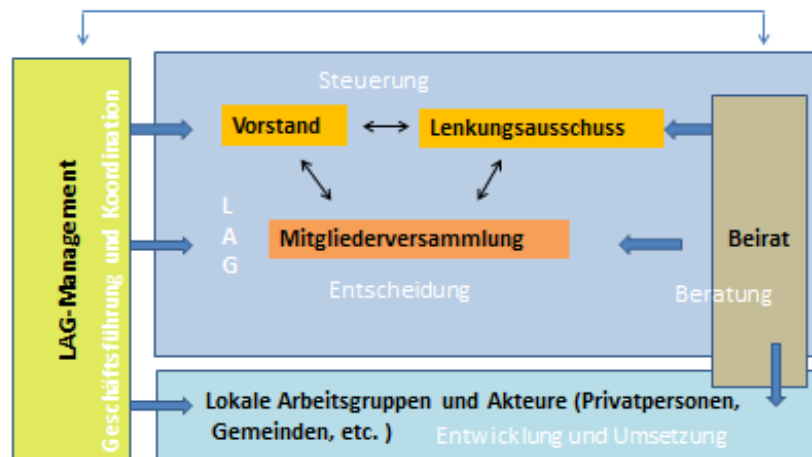 LAG-Management
Geschäftsführung und Koordination
Steuerung
Vorstand
Lenkungsausschuss
LAG
Mitgliederversammlung
Entscheidung
Beirat
Beratung
Lokale Arbeitsgruppen und Akteure (Privatpersonen,
Gemeinden, etc. )
Entwicklung und Umsetzung